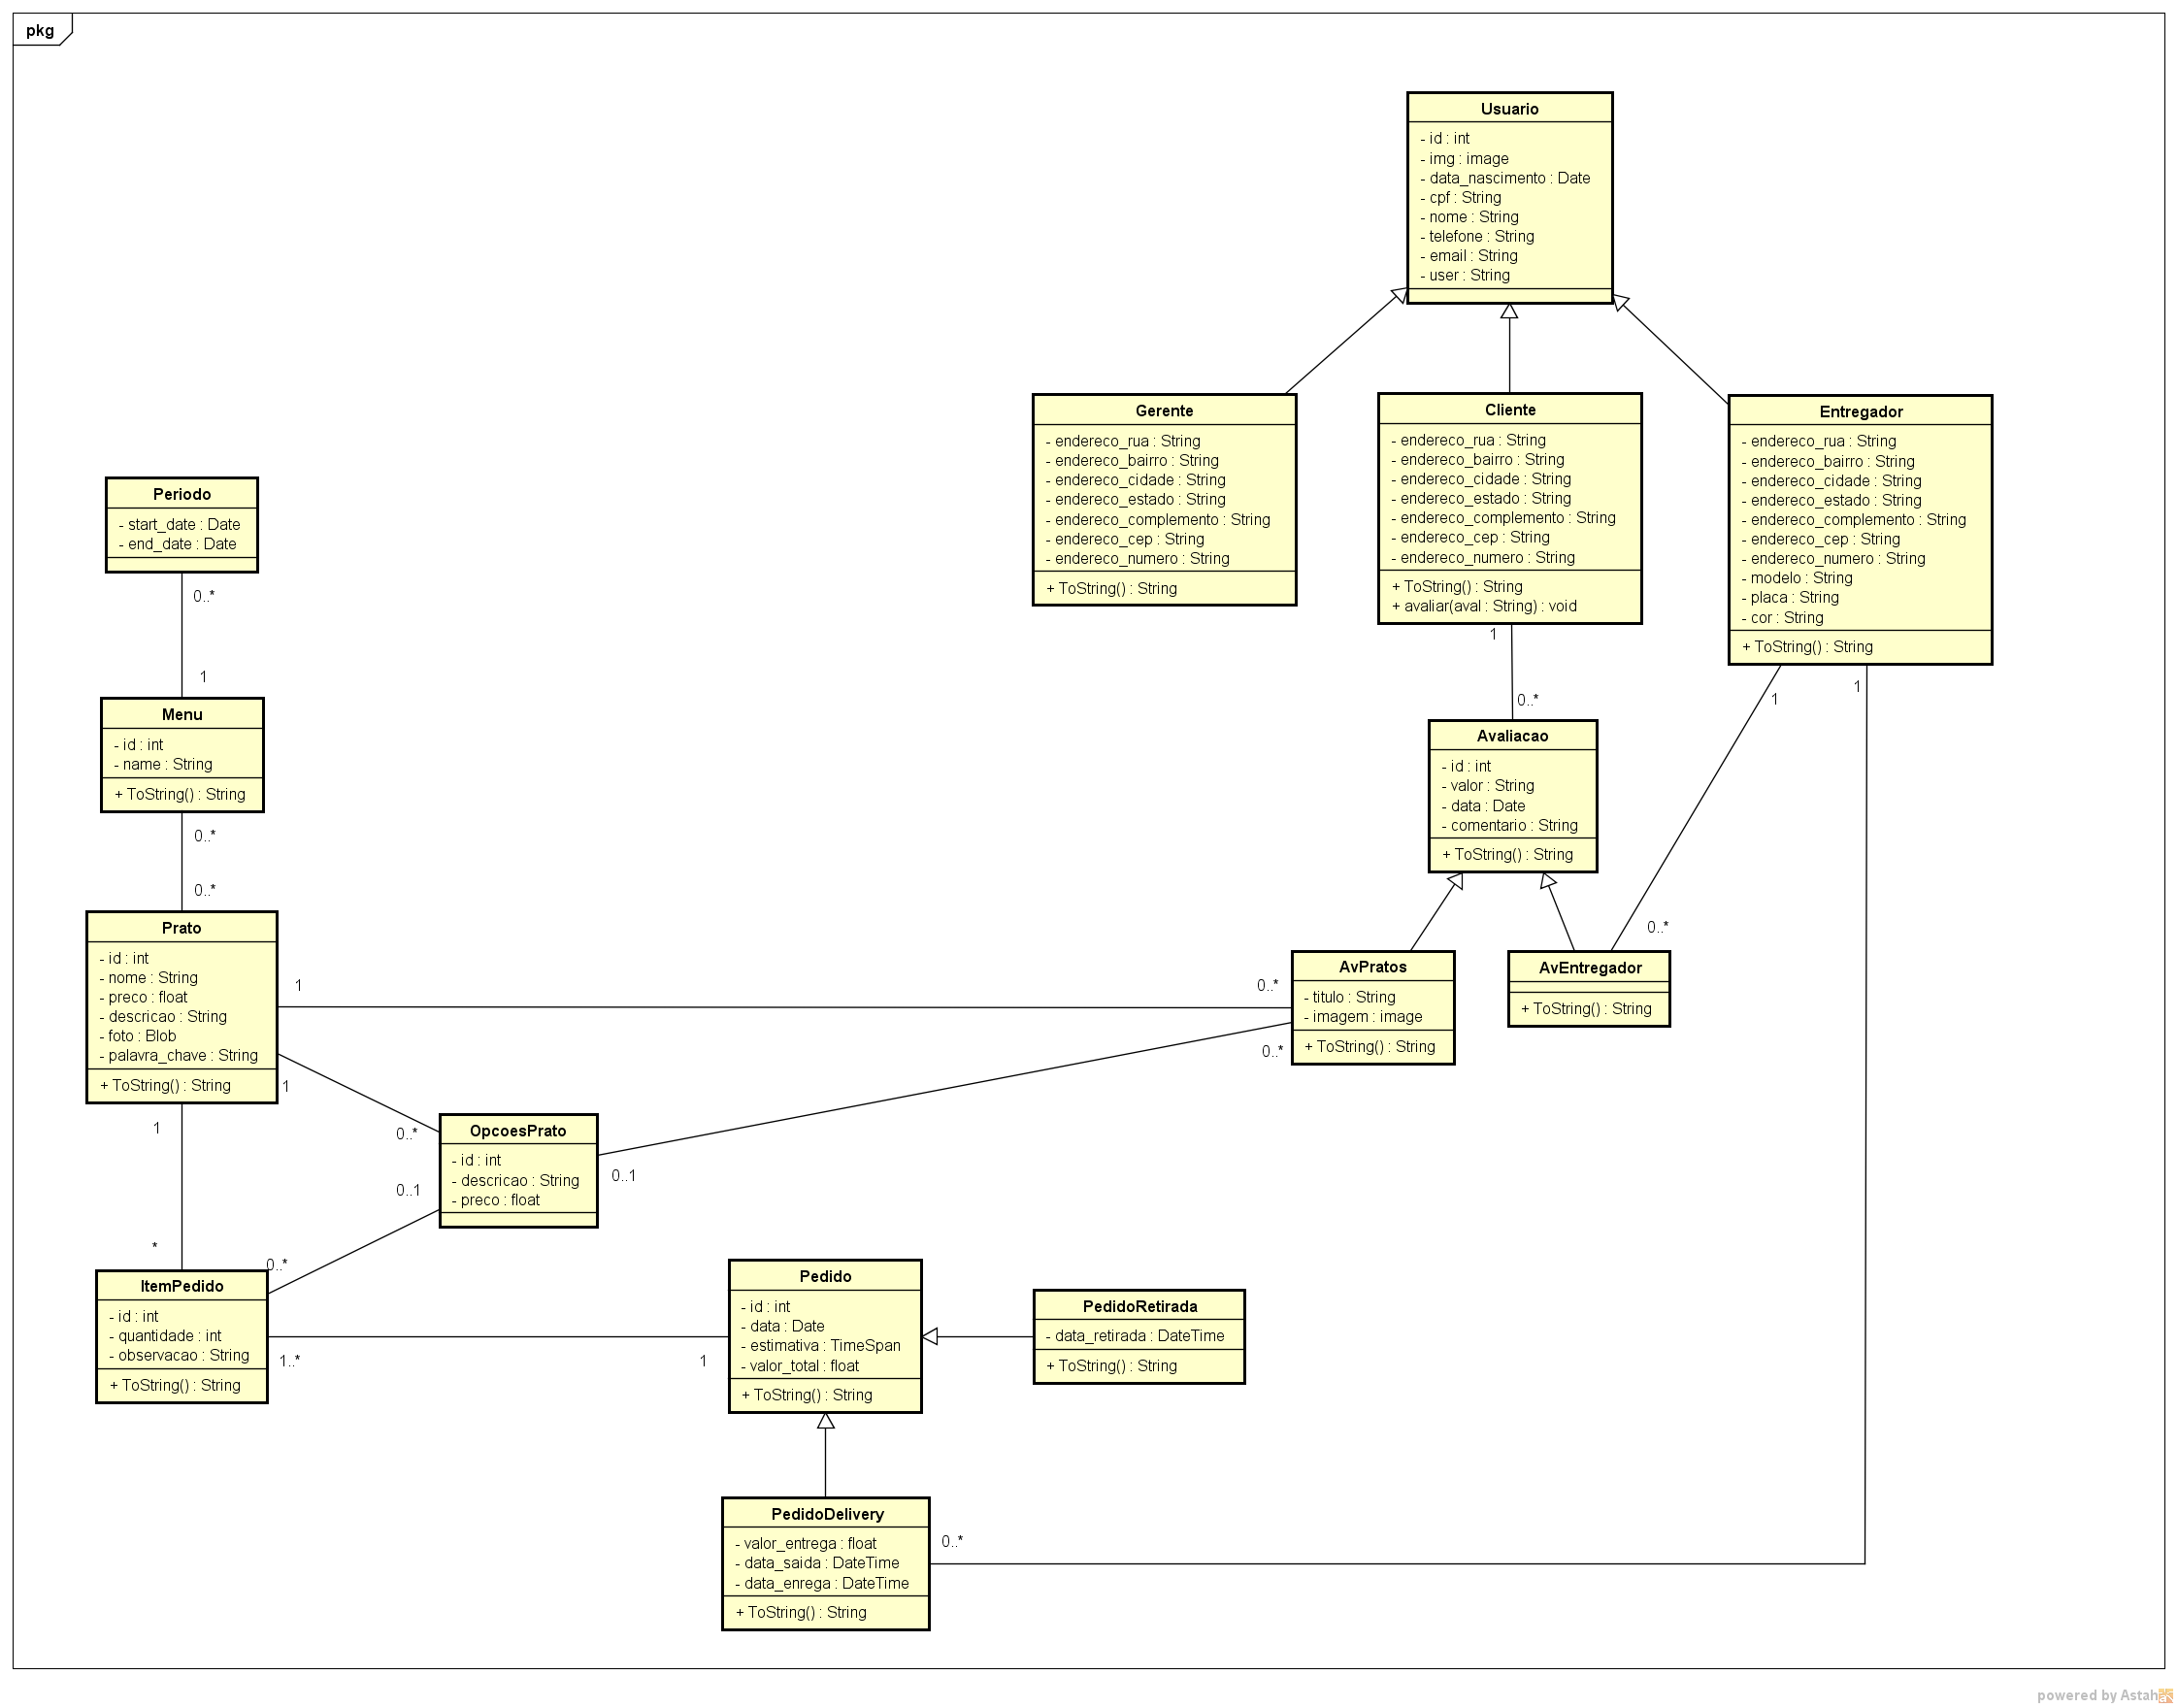 pkg
Usuario
- id : int
- img : image
- data_nascimento : Date
- cpf : String
- nome : String
- telefone : String
- email : String
- user : String
Gerente
- endereco_rua : String
- endereco_bairro : String
- endereco_cidade : String
- endereco_estado : String
- endereco_complemento : String
- endereco_cep : String
- endereco_numero : String
+ ToString() : String
Cliente
- endereco_rua : String
- endereco_bairro : String
- endereco_cidade : String
- endereco_estado : String
- endereco_complemento : String
- endereco_cep : String
- endereco_numero : String
+ ToString() : String
+ avaliar(aval : String) : void
1
0..*
Entregador
- endereco_rua : String
- endereco_bairro : String
- endereco_cidade : String
- endereco_estado : String
- endereco_complemento : String
- endereco_cep : String
- endereco_numero : String
- modelo : String
- placa : String
- cor : String
+ ToString() : String
1
1
Periodo
- start_date : Date
- end_date : Date
0..*
1
Menu
- id : int
- name : String
+ ToString() : String
0..*
0..*
Avaliacao
- id : int
- valor : String
- data : Date
- comentario : String
+ ToString() : String
Prato
- id : int
- nome : String
- preco : float
- descricao : String
- foto : Blob
- palavra_chave : String
+ ToString() : String
1
0..*
AvPratos
- titulo : String
- imagem : image
+ ToString() : String
0..*
0..*
AvEntregador
+ ToString() : String
1
0..*
1
*
OpcoesPrato
- id : int
- descricao : String
- preco : float
0..1
0..1
0..*
ItemPedido
- id : int
- quantidade : int
- observacao : String
+ ToString() : String
1..*
1
Pedido
- id : int
- data : Date
- estimativa : TimeSpan
- valor_total : float
+ ToString() : String
PedidoRetirada
- data_retirada : DateTime
+ ToString() : String
PedidoDelivery
- valor_entrega : float
- data_saida : DateTime
- data_enrega : DateTime
+ ToString() : String
0..*
powered by Astah